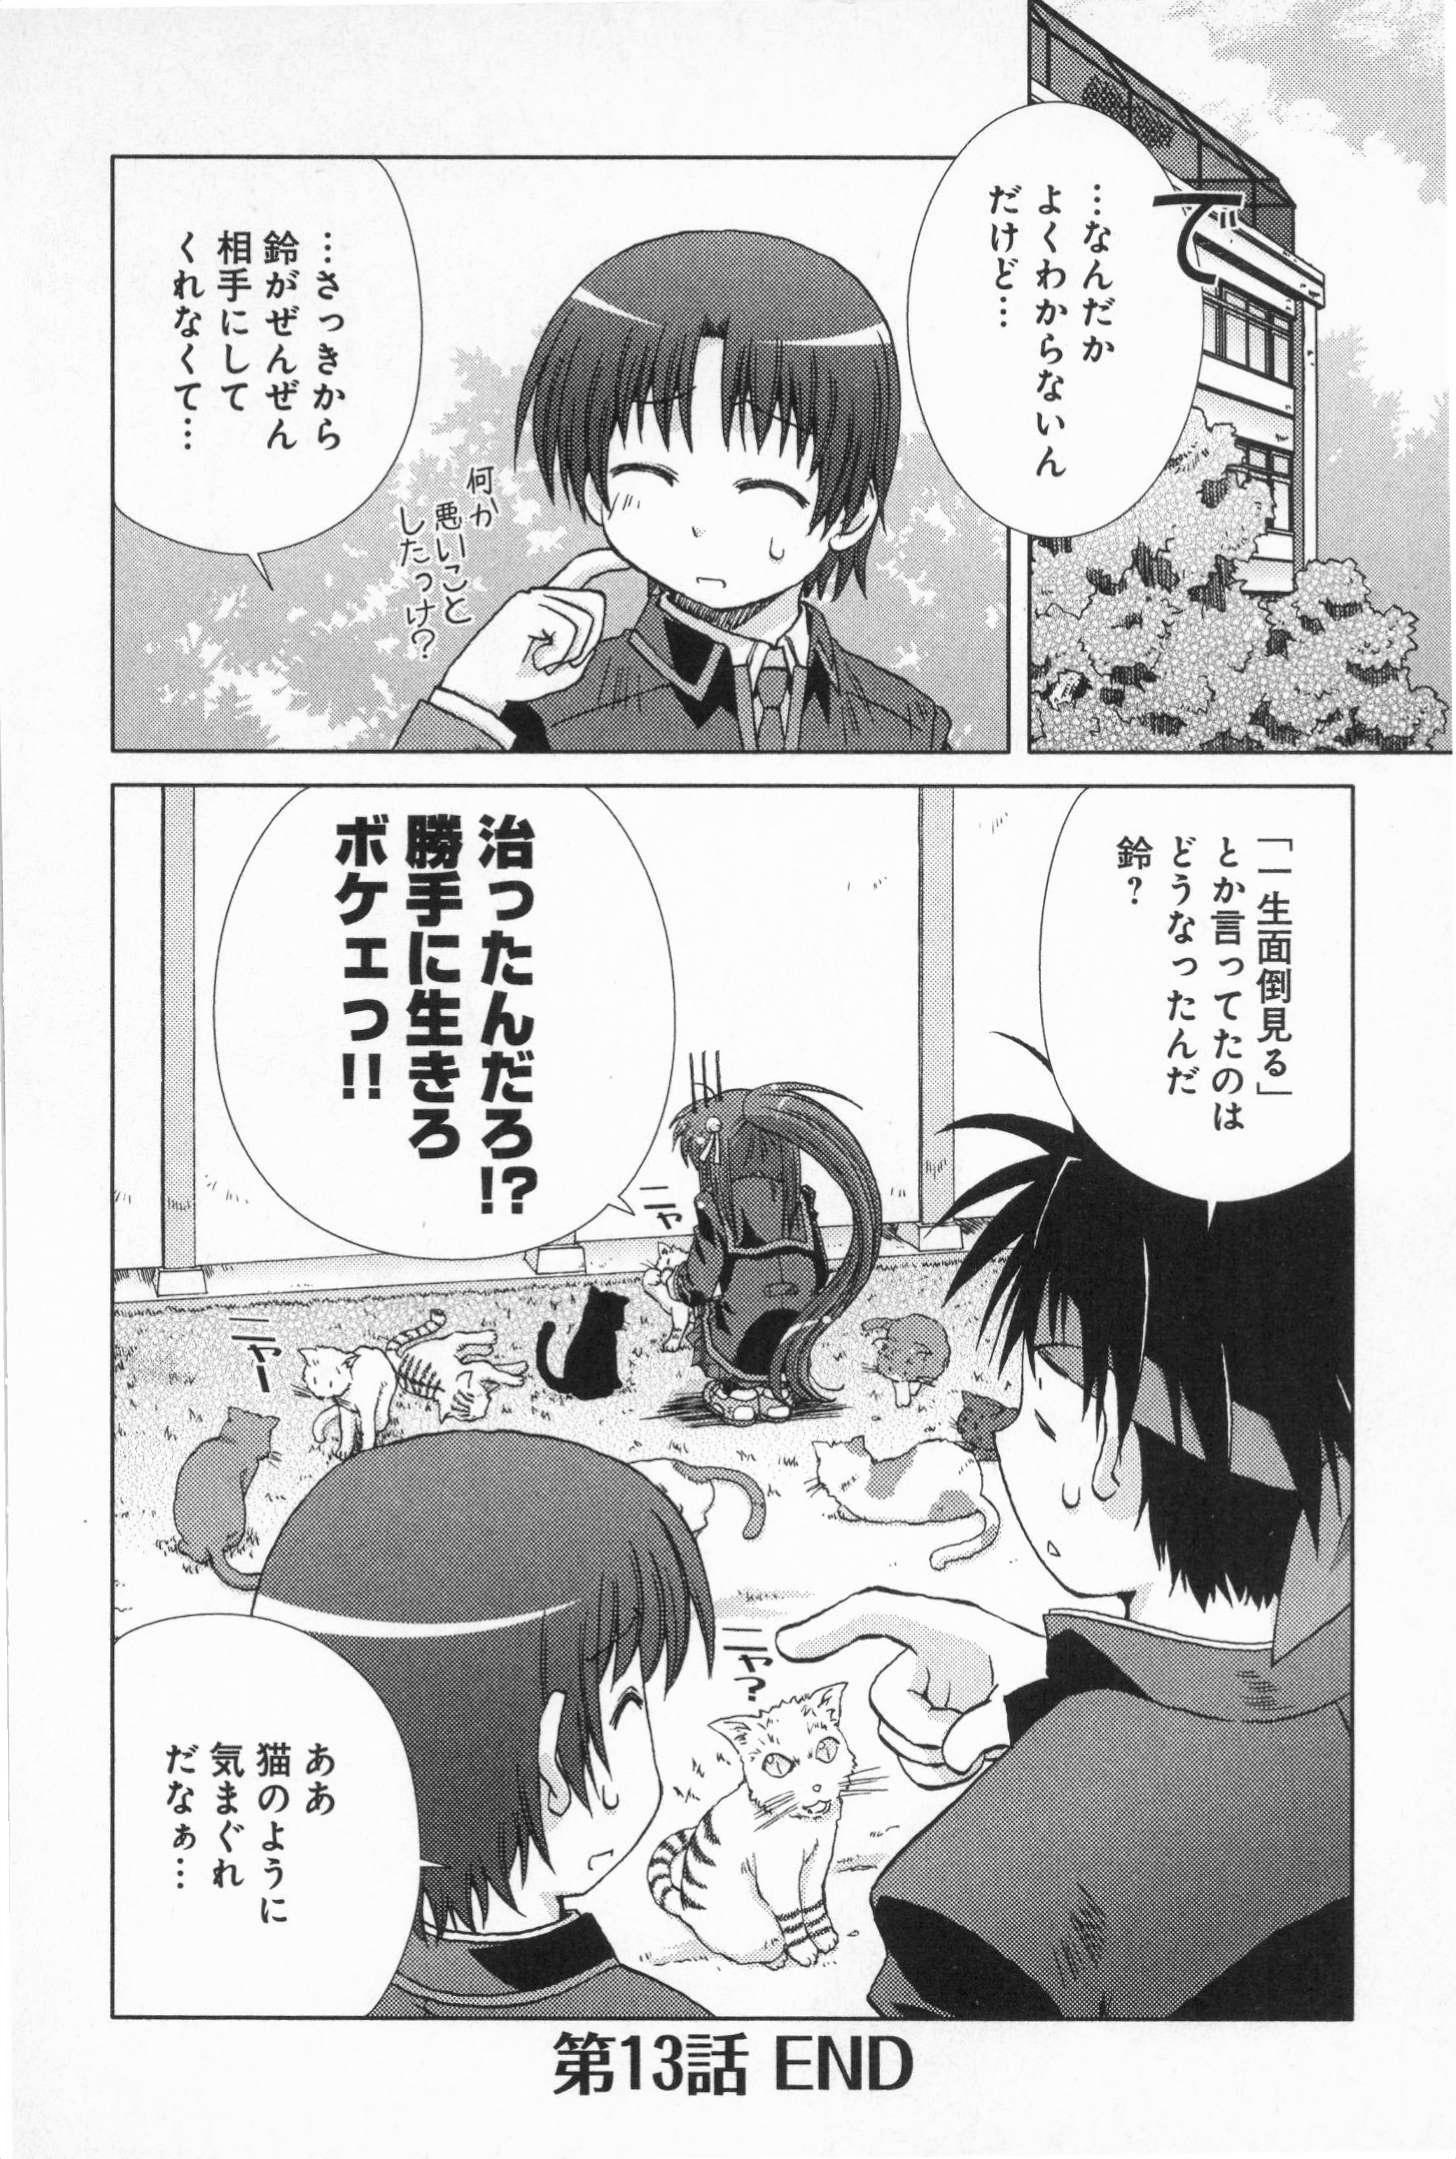 で
…なんだか
よくわからないん
だけど…
…さっきから
鈴がぜんぜん
相手にして
くれなくて…
何か
悪いこと
したっけ?
「一生面倒見る」
とか言ってたのは
どうなったんだ
鈴?
治ったんだろ!?
勝手に生きろ
ボケェっ!!
ニャ
ニャー
ニャ?
ああ
猫のように
気まぐれ
だなぁ…
第13話 END